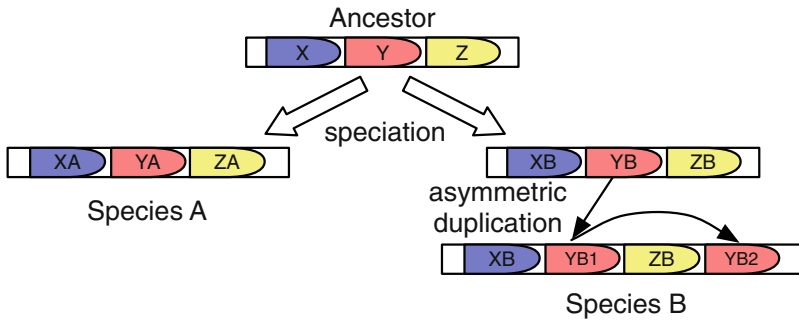 Ancestor
X Y Z
speciation
XA YA ZA
XB YB ZB
Species A
asymmetric
duplication
XB YB1 ZB YB2
Species B